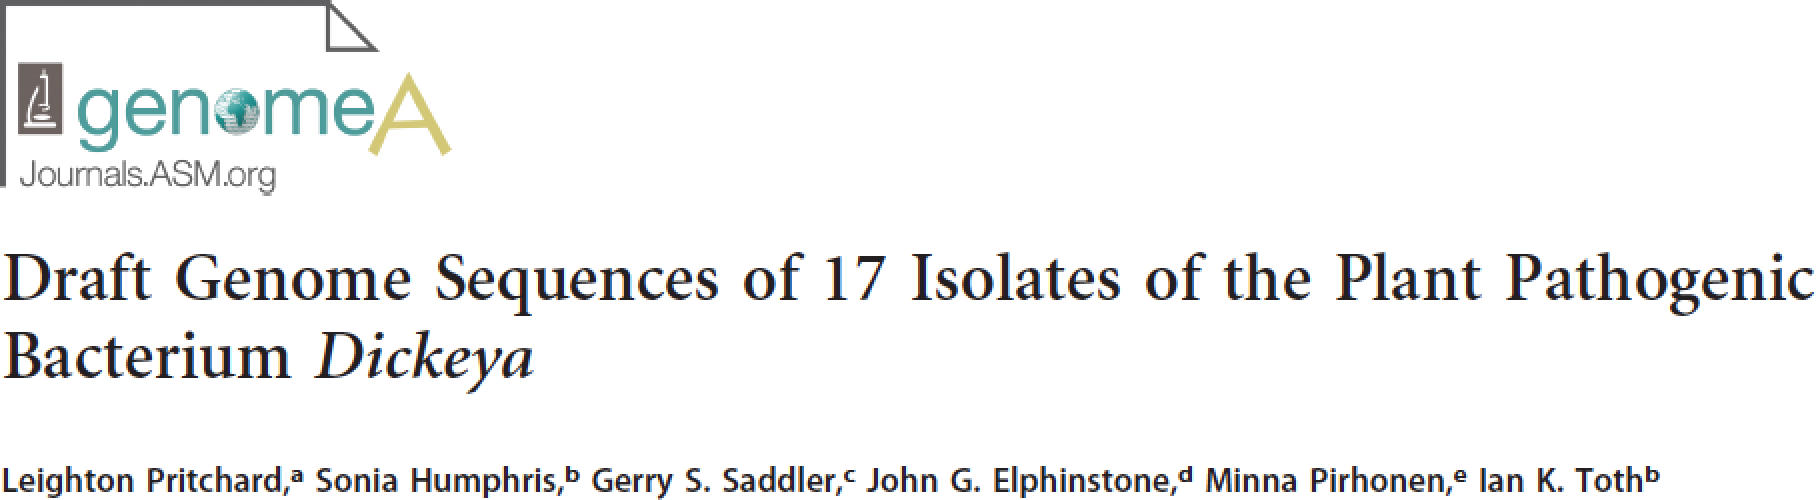 genomeA
Journals.ASM.org
Draft Genome Sequences of 17 Isolates of the Plant Pathogenic
Bacterium Dickeya
Leighton Pritchard,ᵃ Sonia Humphris,ᵇ Gerry S. Saddler,ᶜ John G. Elphinstone,ᵈ Minna Pirhonen,ᵉ Ian K. Tothᵇ